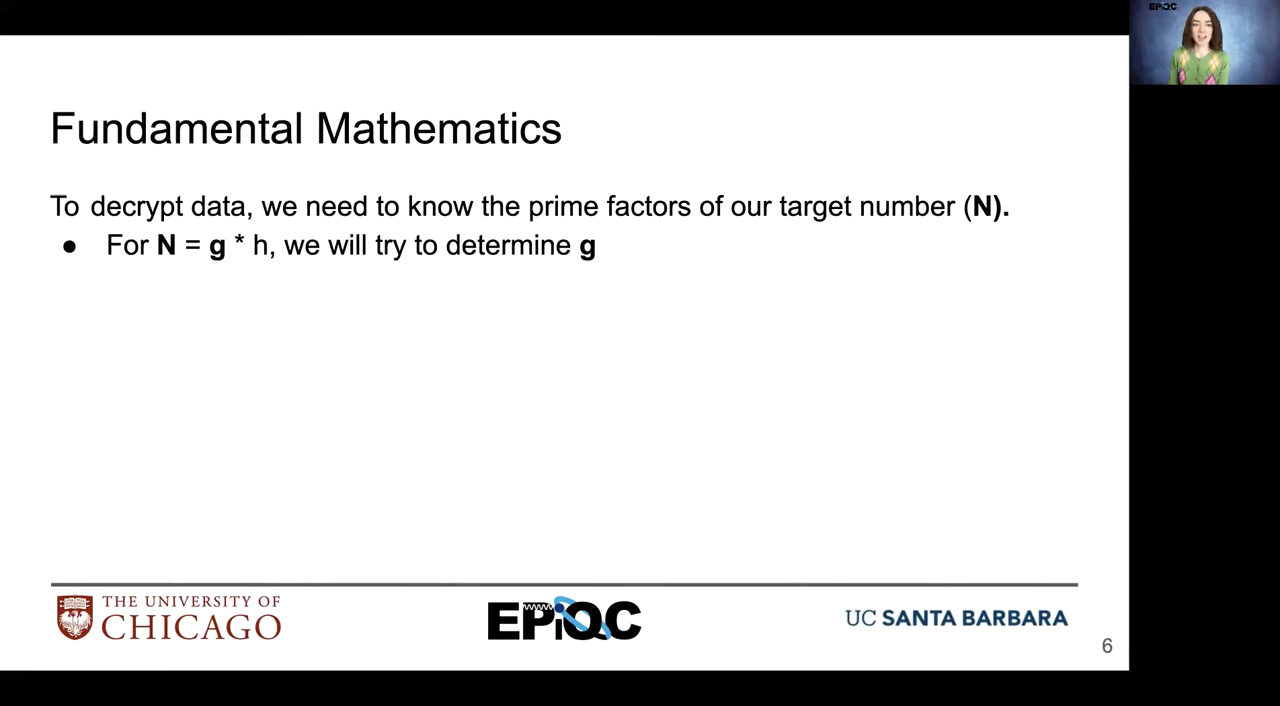 EPiQC
Fundamental Mathematics
To decrypt data, we need to know the prime factors of our target number (N).
● For N = g * h, we will try to determine g
THE UNIVERSITY OF
CHICAGO
EPiQC
UC SANTA BARBARA
6